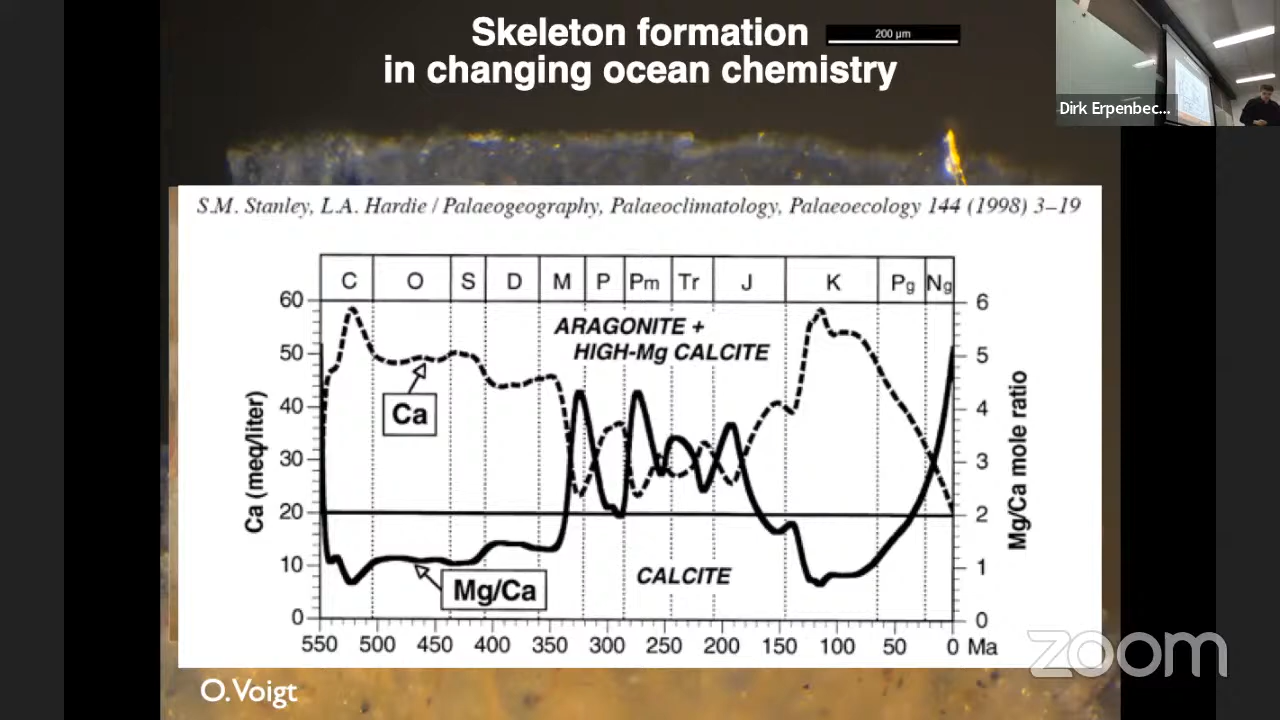 Skeleton formation
in changing ocean chemistry
200 µm
Dirk Erpenbec...
S.M. Stanley, L.A. Hardie / Palaeogeography, Palaeoclimatology, Palaeoecology 144 (1998) 3–19
C O S D M P Pm Tr J K Pg Ng
60
50
40
30
20
10
0
Ca (meq/liter)
ARAGONITE +
HIGH-Mg CALCITE
Ca
CALCITE
Mg/Ca
6
5
4
3
2
1
0
Mg/Ca mole ratio
550 500 450 400 350 300 250 200 150 100 50 0 Ma
zoom
O.Voigt